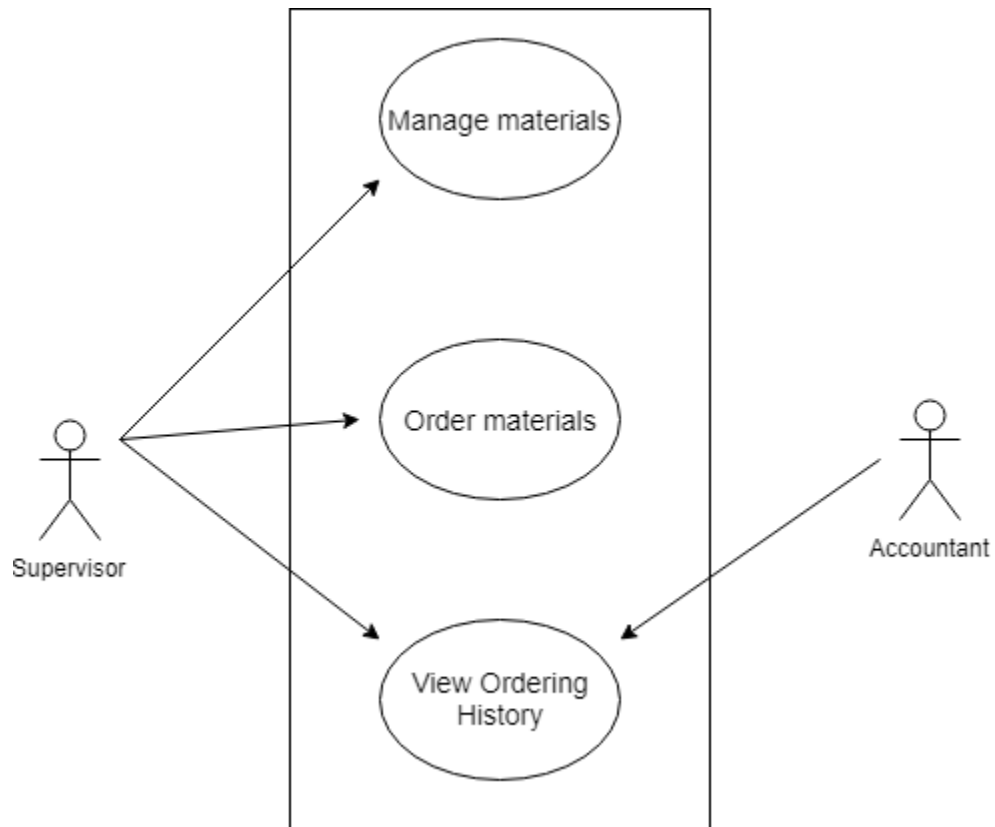 Manage materials
Order materials
Supervisor
Accountant
View Ordering
History